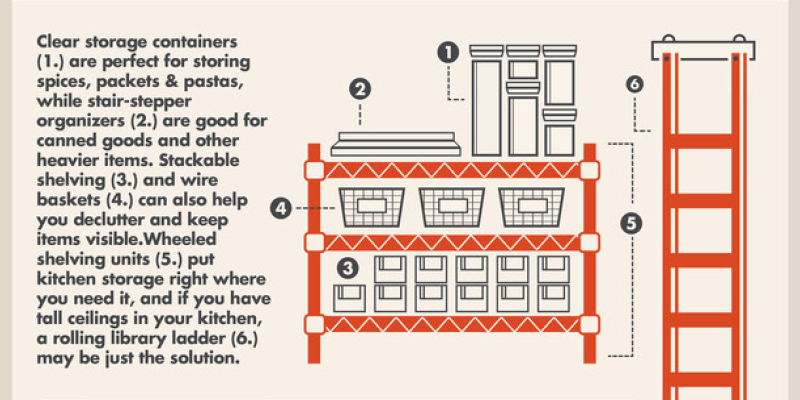 Clear storage containers
(1.) are perfect for storing
spices, packets & pastas,
while stair-stepper
organizers (2.) are good for
canned goods and other
heavier items. Stackable
shelving (3.) and wire
baskets (4.) can also help
you declutter and keep
items visible.Wheeled
shelving units (5.) put
kitchen storage right where
you need it, and if you have
tall ceilings in your kitchen,
a rolling library ladder (6.)
may be just the solution.
1
2
6
4
5
3